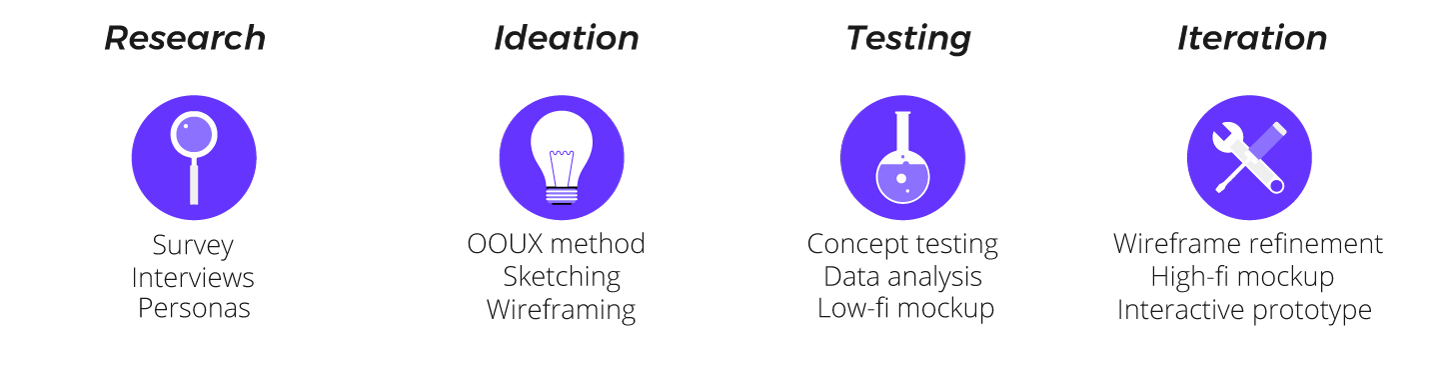 Research
Survey
Interviews
Personas
Ideation
OOUX method
Sketching
Wireframing
Testing
Concept testing
Data analysis
Low-fi mockup
Iteration
Wireframe refinement
High-fi mockup
Interactive prototype